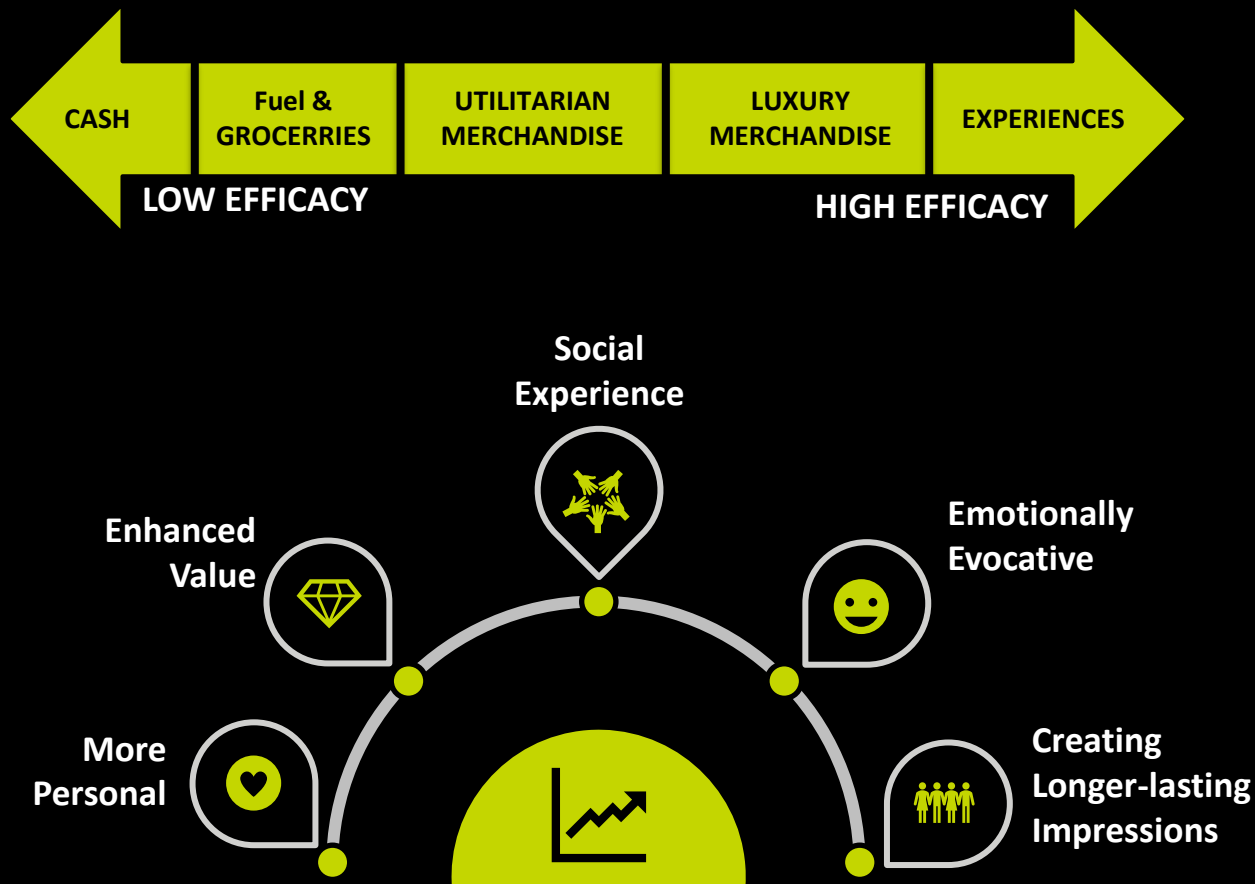 CASH
Fuel &
GROCERRIES
UTILITARIAN
MERCHANDISE
LUXURY
MERCHANDISE
EXPERIENCES
LOW EFFICACY
HIGH EFFICACY
Social
Experience
Enhanced
Value
Emotionally
Evocative
More
Personal
Creating
Longer-lasting
Impressions